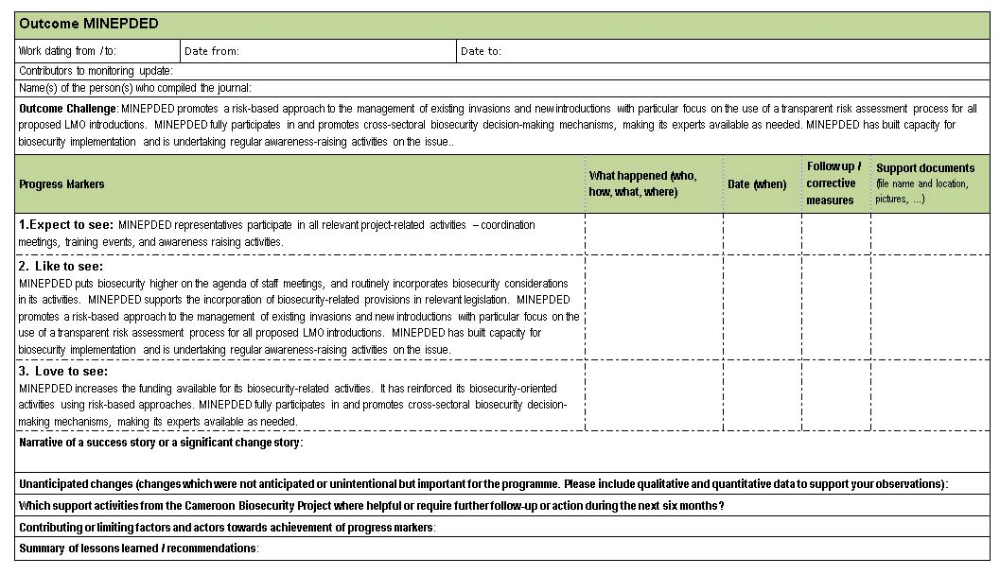 Outcome MINEPDED
Work dating from / to:
Date from:
Date to:
Contributors to monitoring update:
Name(s) of the person(s) who compiled the journal:
Outcome Challenge: MINEPDED promotes a risk-based approach to the management of existing invasions and new introductions with particular focus on the use of a transparent risk assessment process for all
proposed LMO introductions. MINEPDED fully participates in and promotes cross-sectoral biosecurity decision-making mechanisms, making its experts available as needed. MINEPDED has built capacity for
biosecurity implementation and is undertaking regular awareness-raising activities on the issue..
Progress Markers
What happened (who,
how, what, where)
Date (when)
Follow up /
corrective
measures
Support documents
(file name and location,
pictures, ...)
1.Expect to see: MINEPDED representatives participate in all relevant project-related activities – coordination
meetings, training events, and awareness raising activities.
2. Like to see:
MINEPDED puts biosecurity higher on the agenda of staff meetings, and routinely incorporates biosecurity considerations
in its activities. MINEPDED supports the incorporation of biosecurity-related provisions in relevant legislation. MINEPDED
promotes a risk-based approach to the management of existing invasions and new introductions with particular focus on the
use of a transparent risk assessment process for all proposed LMO introductions. MINEPDED has built capacity for
biosecurity implementation and is undertaking regular awareness-raising activities on the issue.
3. Love to see:
MINEPDED increases the funding available for its biosecurity-related activities. It has reinforced its biosecurity-oriented
activities using risk-based approaches. MINEPDED fully participates in and promotes cross-sectoral biosecurity decision-
making mechanisms, making its experts available as needed.
Narrative of a success story or a significant change story:
Unanticipated changes (changes which were not anticipated or unintentional but important for the programme. Please include qualitative and quantitative data to support your observations):
Which support activities from the Cameroon Biosecurity Project where helpful or require further follow-up or action during the next six months?
Contributing or limiting factors and actors towards achievement of progress markers:
Summary of lessons learned / recommendations: